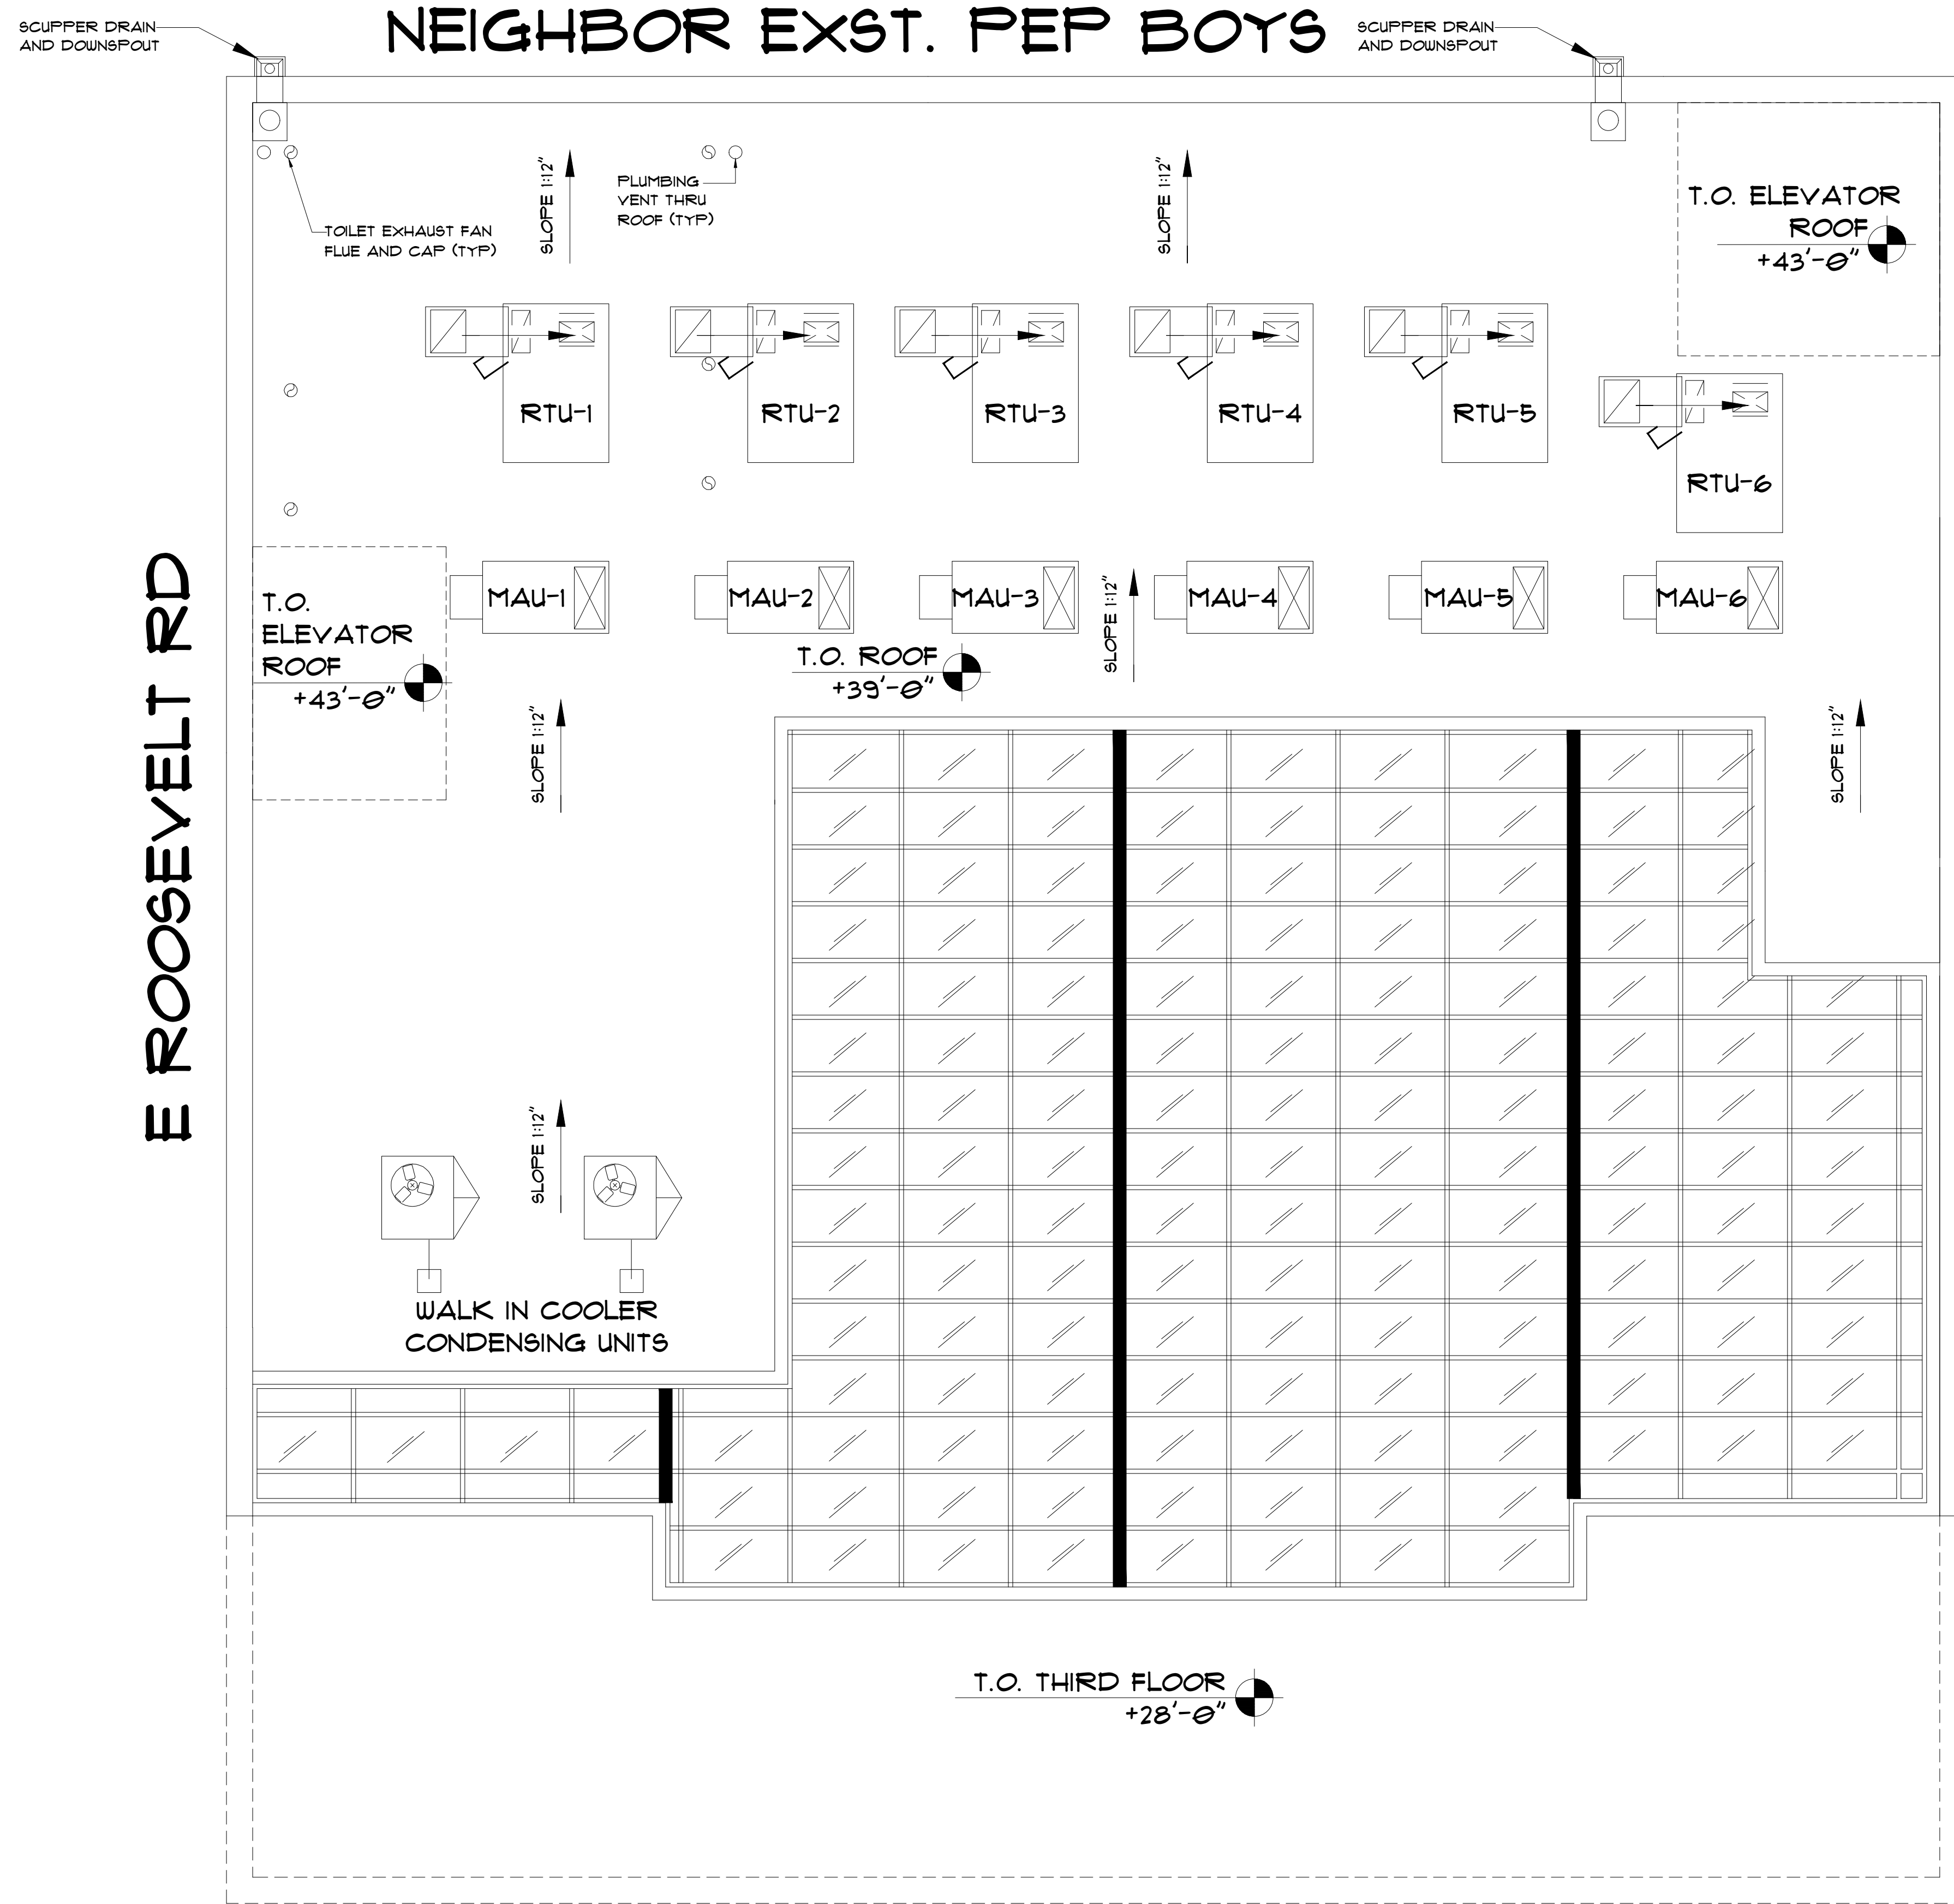 SCUPPER DRAIN
AND DOWNSPOUT
NEIGHBOR EXST. PEP BOYS
SCUPPER DRAIN
AND DOWNSPOUT
SLOPE 1:12"
PLUMBING
VENT THRU
ROOF (TYP)
SLOPE 1:12"
TOILET EXHAUST FAN
FLUE AND CAP (TYP)
T.O. ELEVATOR
ROOF
+43'-0"
RTU-1
RTU-2
RTU-3
RTU-4
RTU-5
RTU-6
E ROOSEVELT RD
MAU-1
MAU-2
MAU-3
MAU-4
MAU-5
MAU-6
T.O.
ELEVATOR
ROOF
+43'-0"
T.O. ROOF
+39'-0"
SLOPE 1:12"
SLOPE 1:12"
SLOPE 1:12"
SLOPE 1:12"
WALK IN COOLER
CONDENSING UNITS
T.O. THIRD FLOOR
+28'-0"